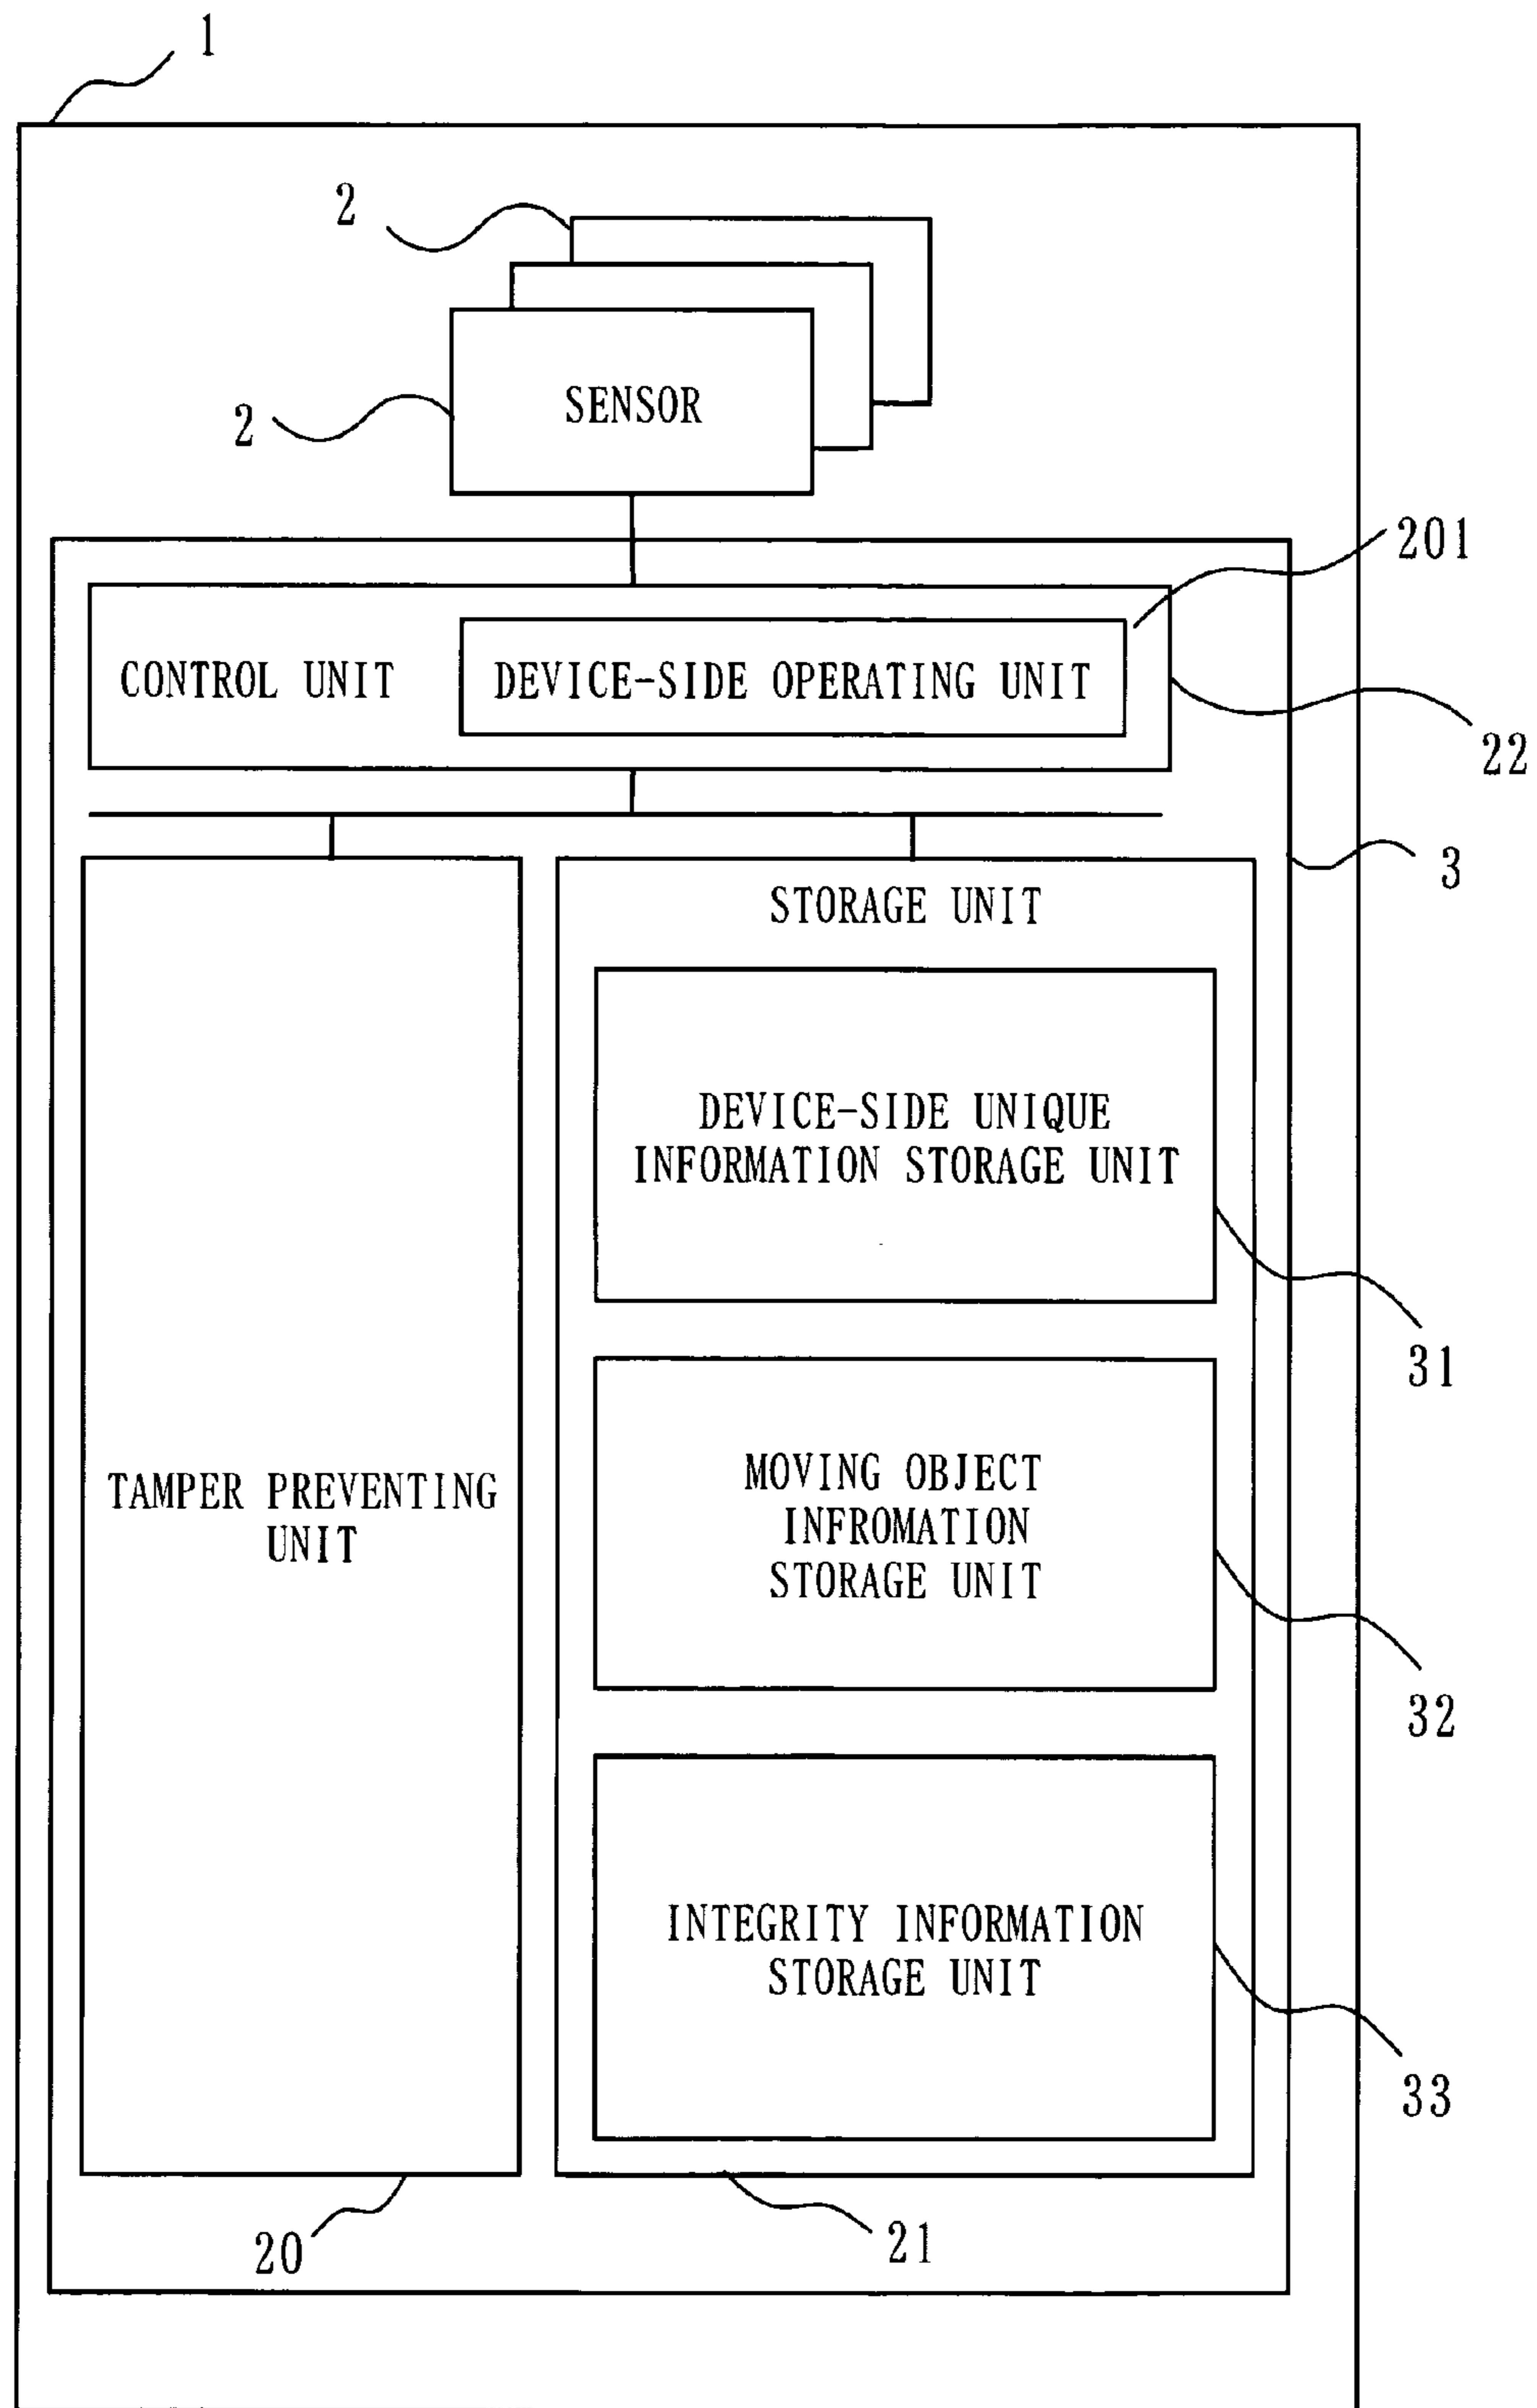 1
2
2
SENSOR
201
CONTROL UNIT
DEVICE-SIDE OPERATING UNIT
22
3
STORAGE UNIT
DEVICE-SIDE UNIQUE
INFORMATION STORAGE UNIT
31
TAMPER PREVENTING
UNIT
MOVING OBJECT
INFROMATION
STORAGE UNIT
32
INTEGRITY INFORMATION
STORAGE UNIT
33
20
21